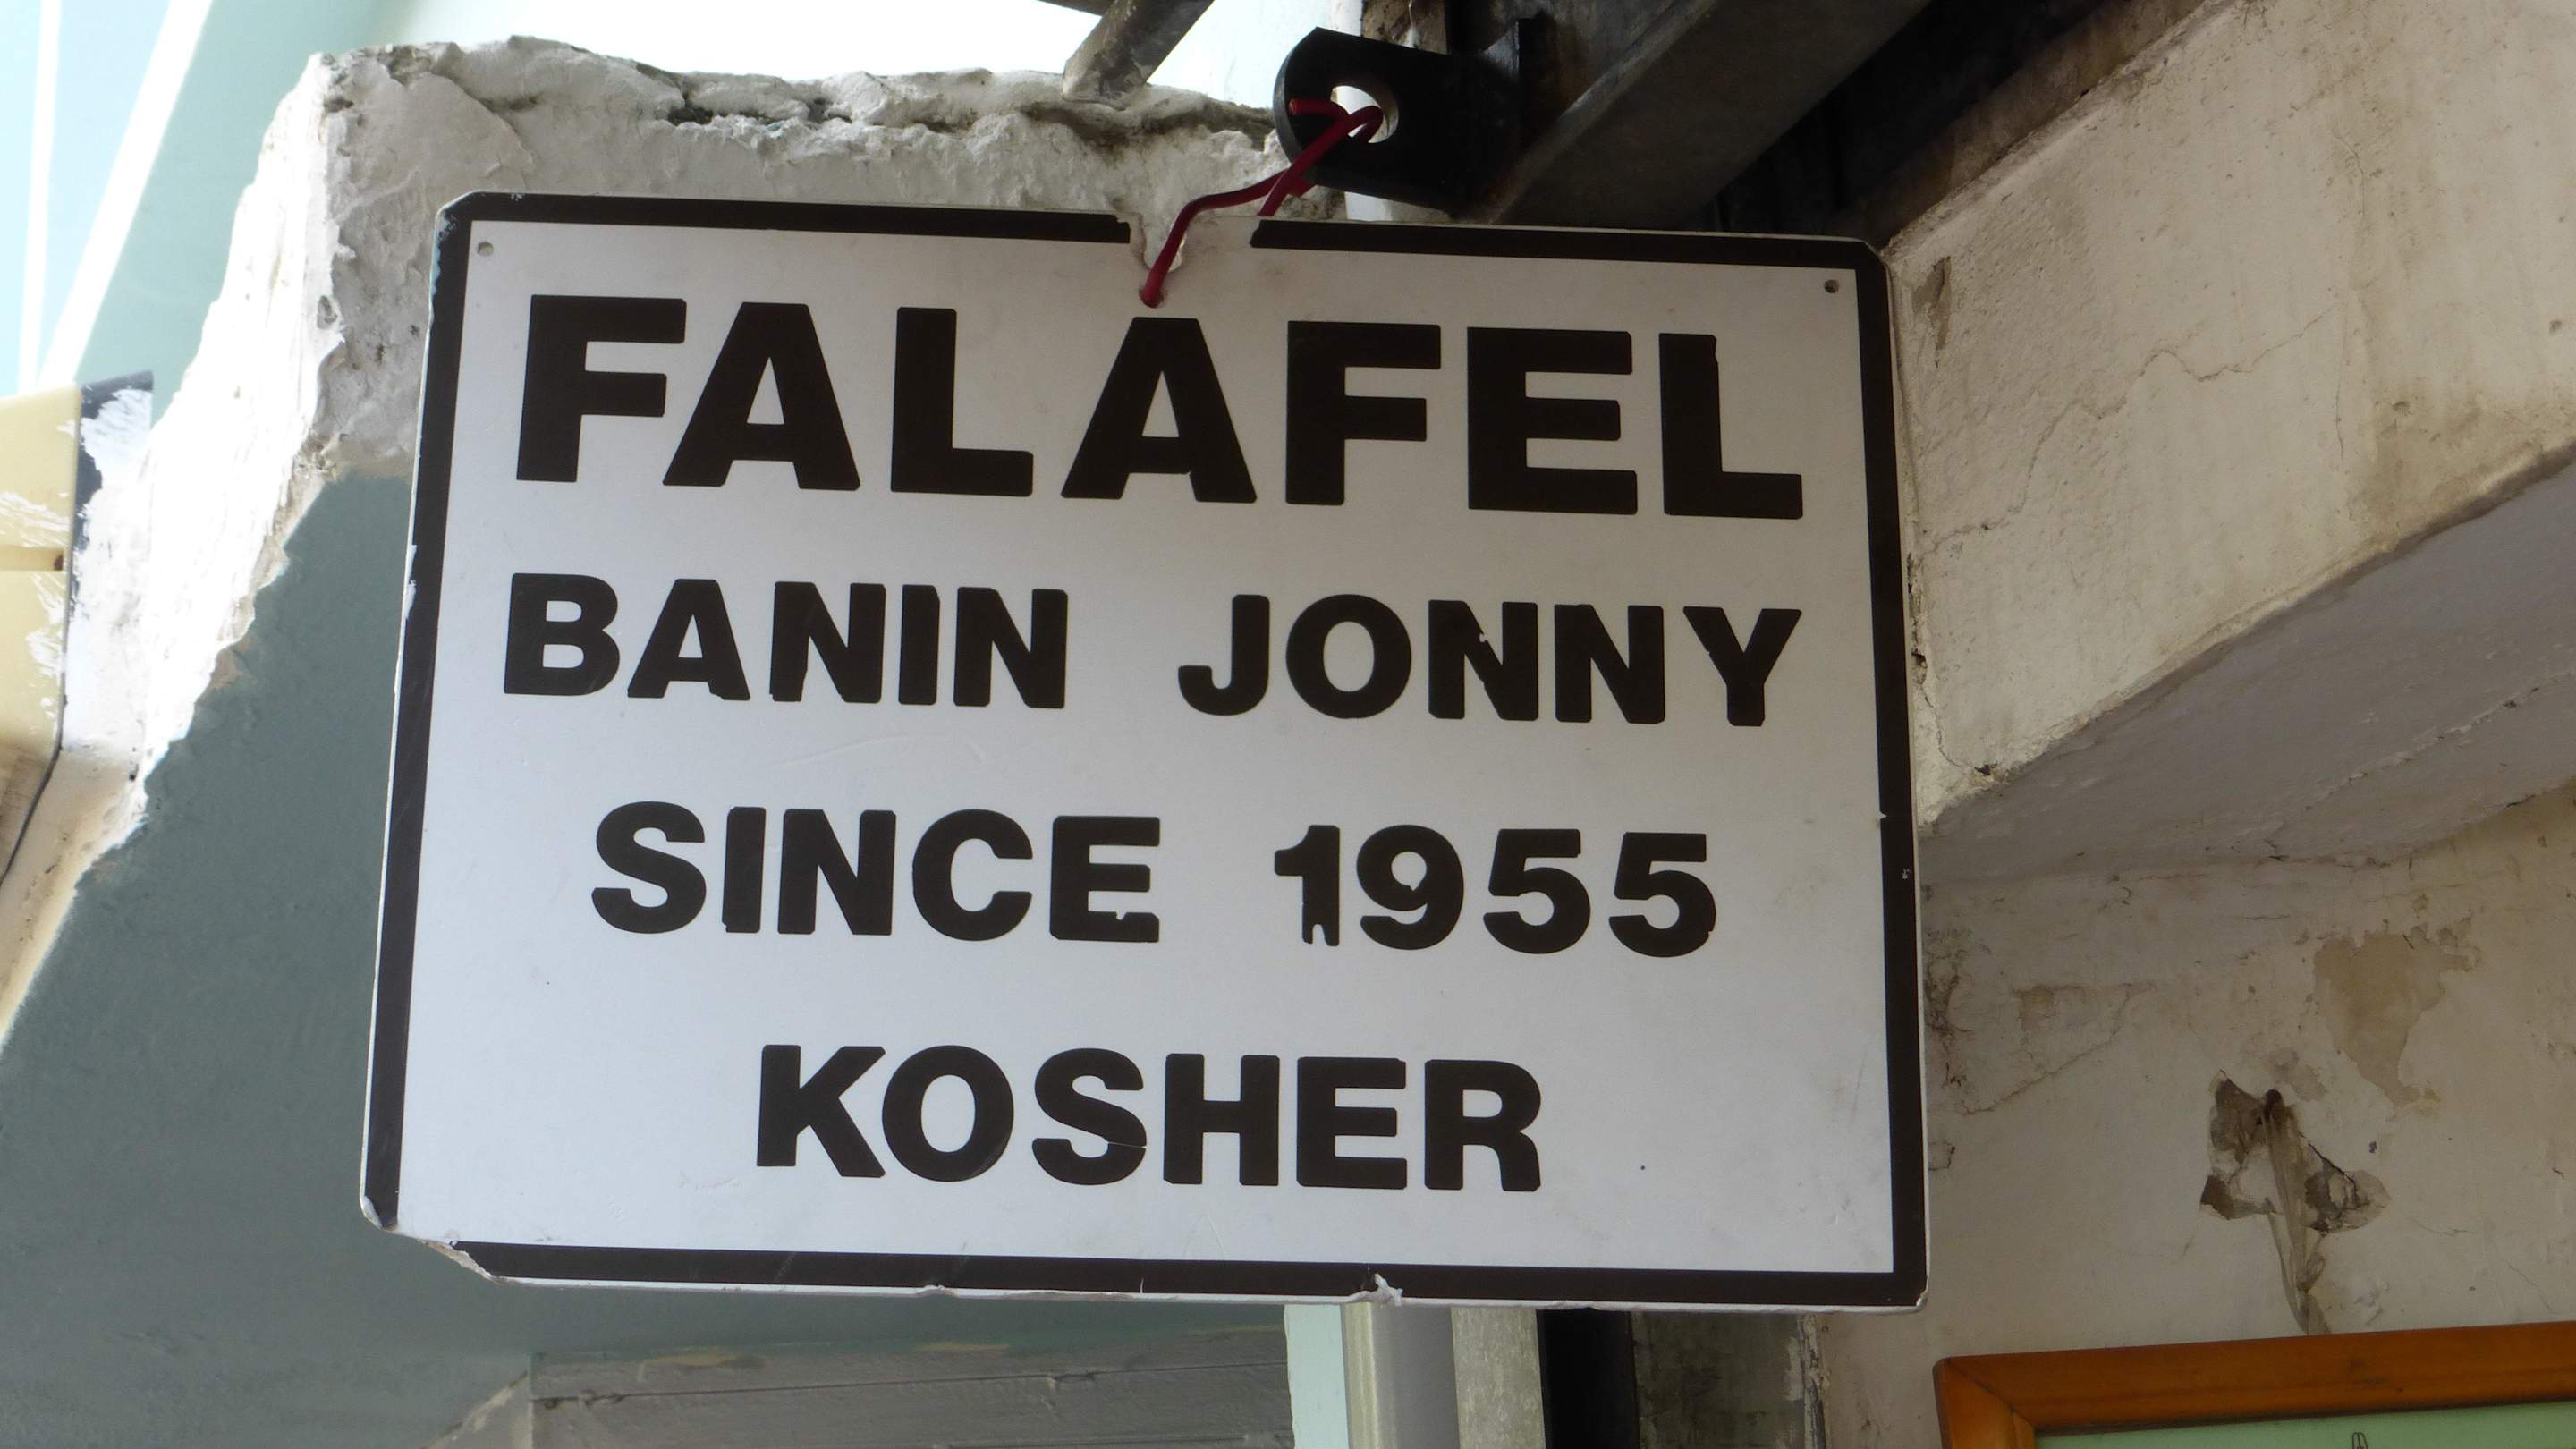 FALAFEL
BANIN JONNY
SINCE 1955
KOSHER